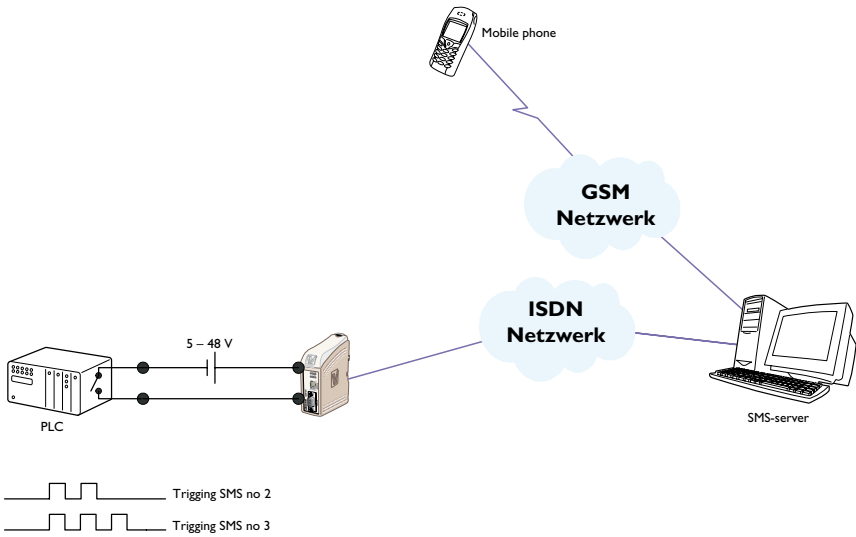 Mobile phone
GSM
Netzwerk
ISDN
Netzwerk
5 – 48 V
PLC
SMS-server
Trigging SMS no 2
Trigging SMS no 3